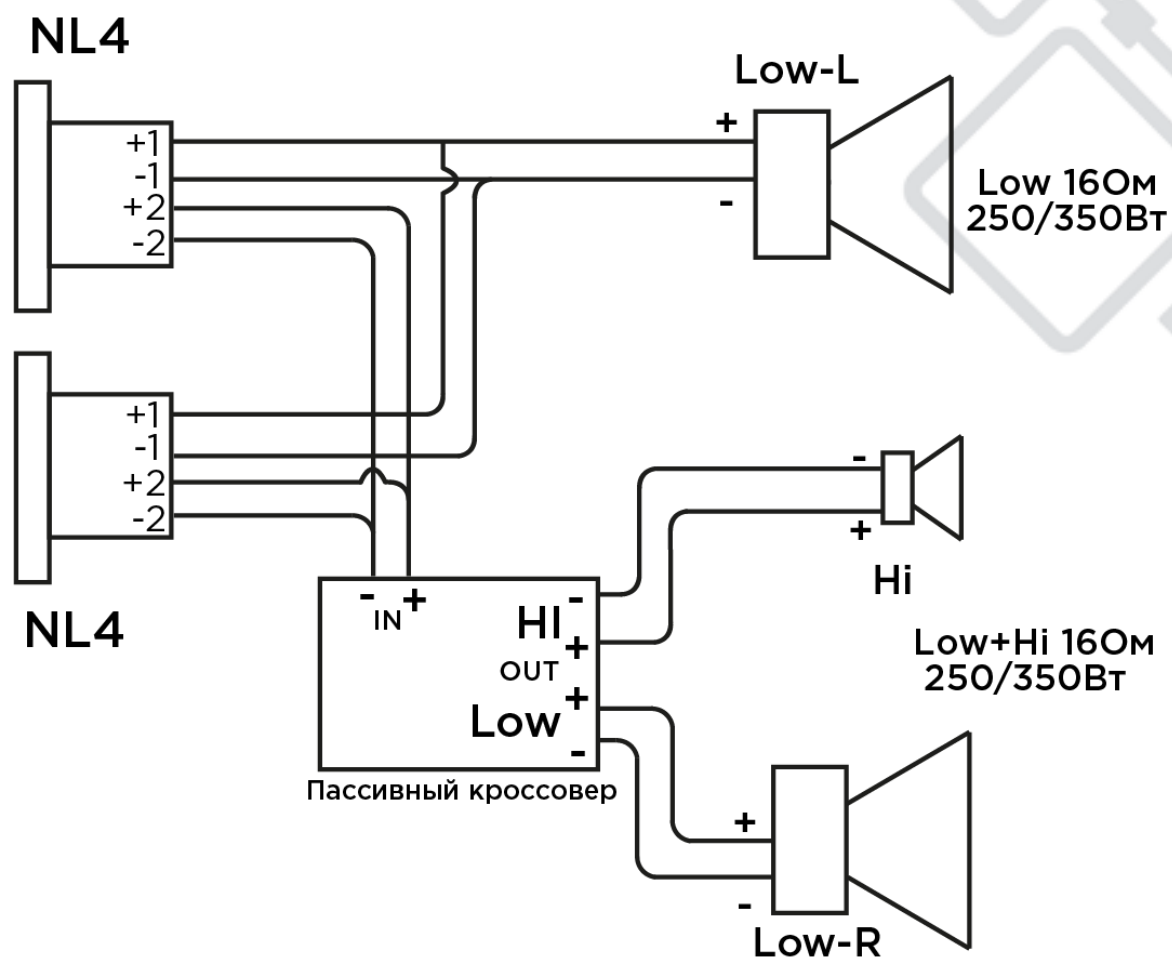 NL4
Low-L
+
+1
-1
+2
-2
-
Low 16Ом
250/350Вт
+1
-1
+2
-2
NL4
-
+
Hi
- IN +
HI -
+
OUT
Low +
-
Пассивный кроссовер
Low+Hi 16Ом
250/350Вт
+
-
Low-R